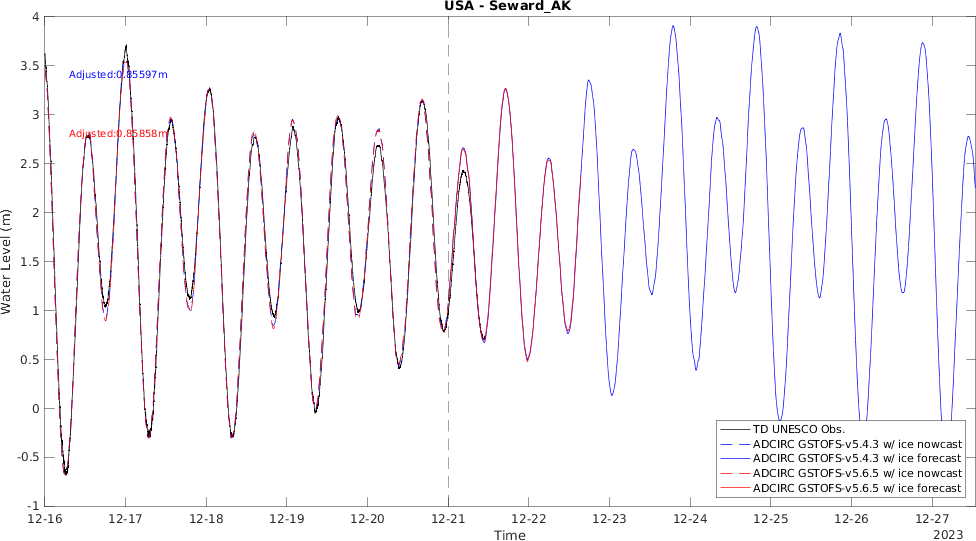 USA - Seward_AK
4
3.5
3
2.5
2
1.5
1
0.5
0
-0.5
-1
Water Level (m)
Adjusted:0.85597m
Adjusted:0.85858m
TD UNESCO Obs.
ADCIRC GSTOFS-v5.4.3 w/ ice nowcast
ADCIRC GSTOFS-v5.4.3 w/ ice forecast
ADCIRC GSTOFS-v5.6.5 w/ ice nowcast
ADCIRC GSTOFS-v5.6.5 w/ ice forecast
12-16 12-17 12-18 12-19 12-20 12-21 12-22 12-23 12-24 12-25 12-26 12-27
Time
2023